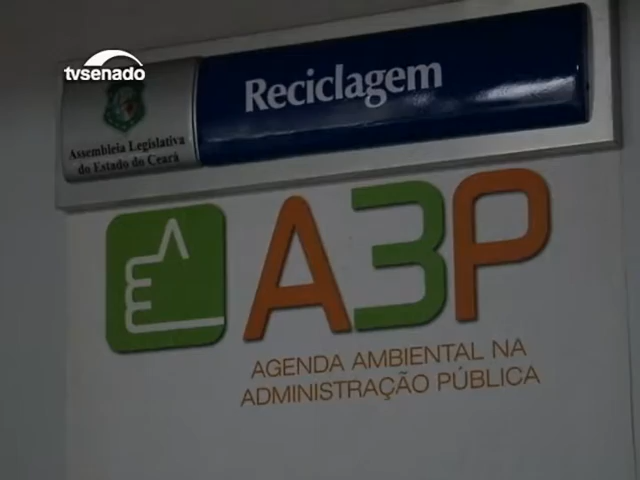 tvsenado
Reciclagem
Assembleia Legislativa
do Estado do Ceará
A3P
AGENDA AMBIENTAL NA
ADMINISTRAÇÃO PÚBLICA